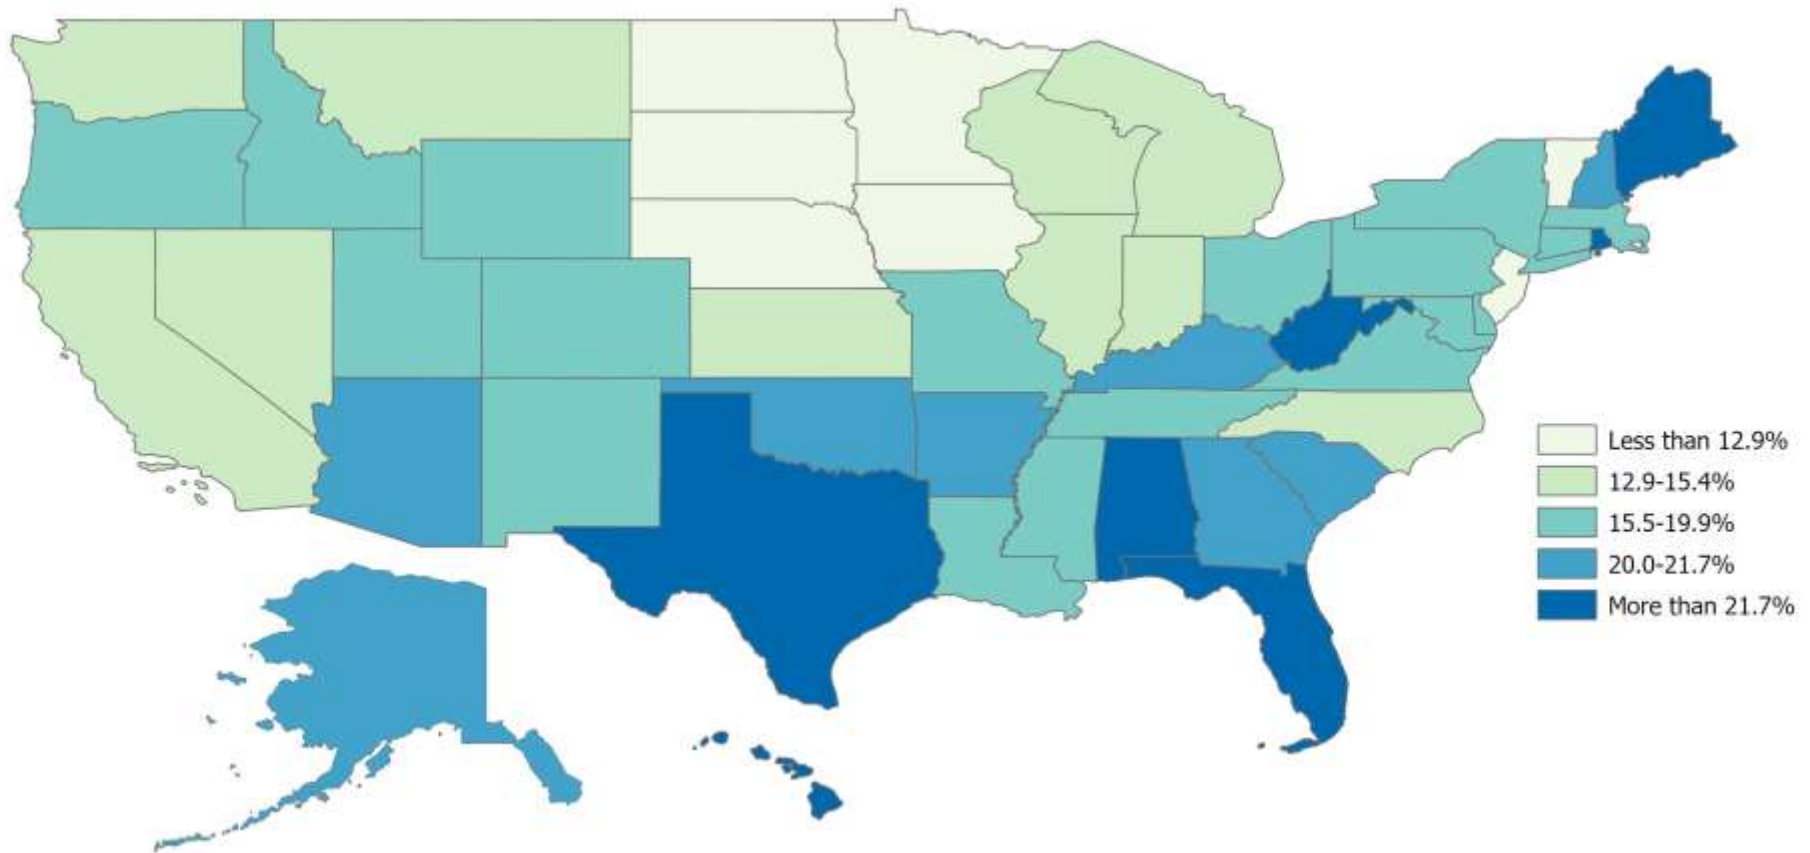 Less than 12.9%
12.9-15.4%
15.5-19.9%
20.0-21.7%
More than 21.7%